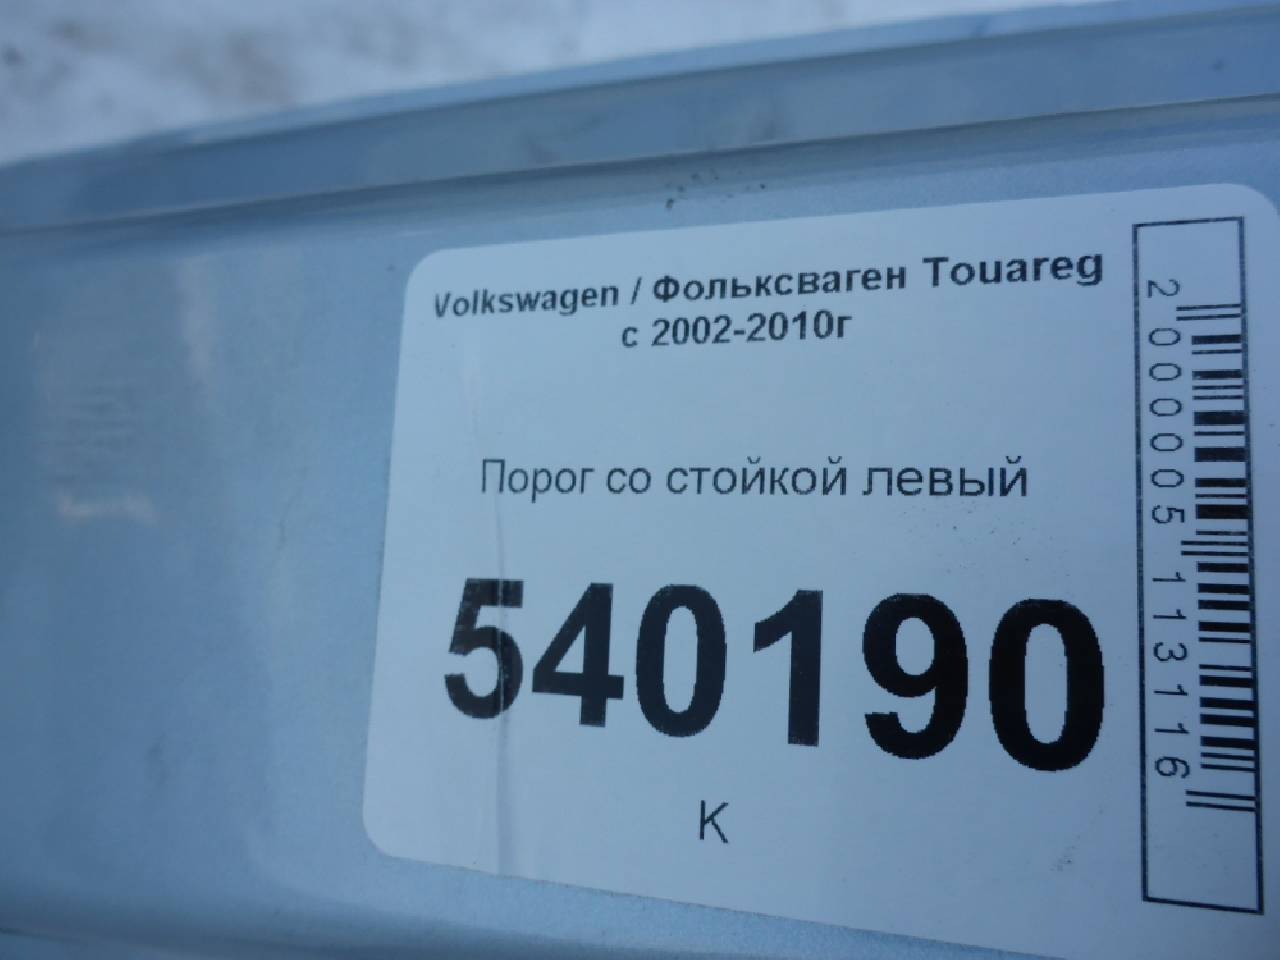 Volkswagen / Фольксваген Touareg
с 2002-2010г
Порог со стойкой левый
540190
К
2000005113116